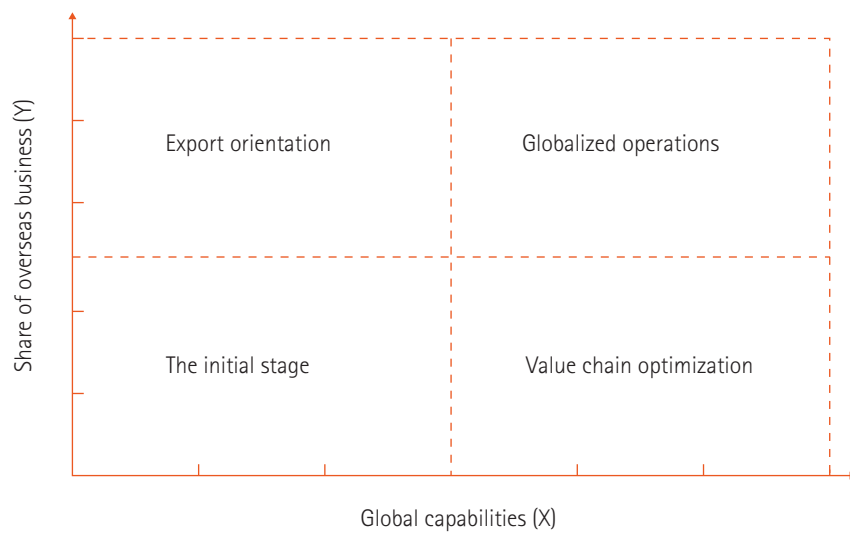 Share of overseas business (Y)
Export orientation
Globalized operations
The initial stage
Value chain optimization
Global capabilities (X)